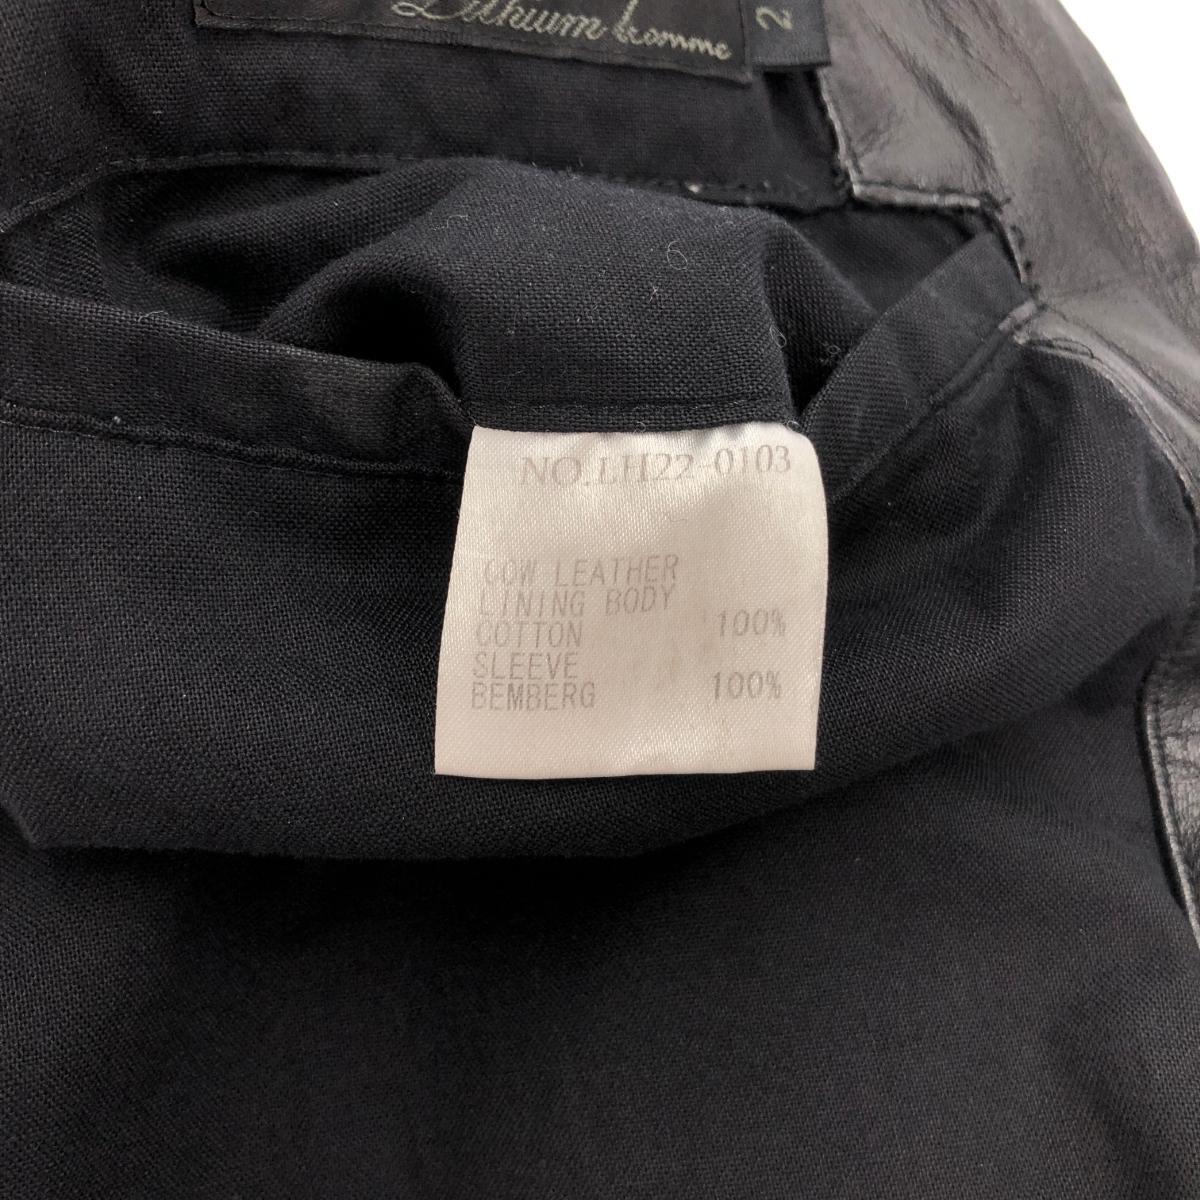 Lithium homme
2
NO.LH22-0103
COW LEATHER
LINING BODY
COTTON 100%
SLEEVE
BEMBERG 100%